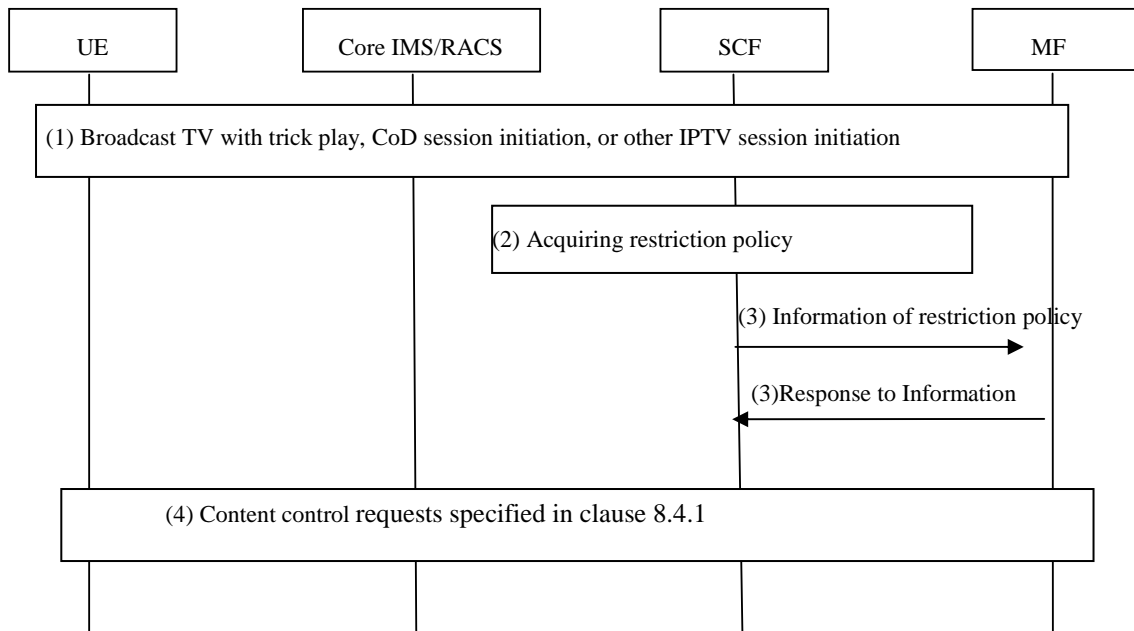 UE
Core IMS/RACS
SCF
MF
(1) Broadcast TV with trick play, CoD session initiation, or other IPTV session initiation
(2) Acquiring restriction policy
(3) Information of restriction policy
(3)Response to Information
(4) Content control requests specified in clause 8.4.1